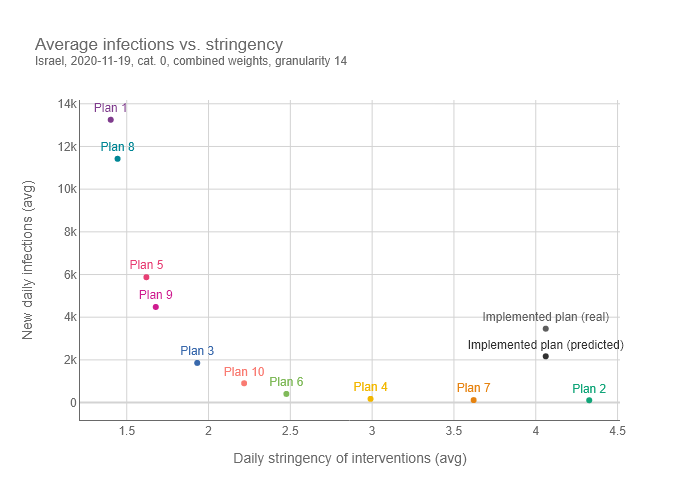 Average infections vs. stringency
Israel, 2020-11-19, cat. 0, combined weights, granularity 14
New daily infections (avg)
14k
12k
10k
8k
6k
4k
2k
0
Plan 1
Plan 8
Plan 5
Plan 9
Implemented plan (real)
Implemented plan (predicted)
Plan 3
Plan 10
Plan 6
Plan 4
Plan 7
Plan 2
1.5
2
2.5
3
3.5
4
4.5
Daily stringency of interventions (avg)